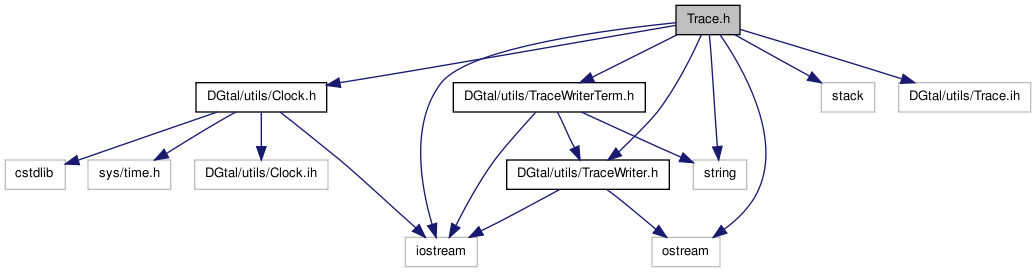 Trace.h
DGtal/utils/Clock.h
DGtal/utils/TraceWriterTerm.h
stack
DGtal/utils/Trace.ih
cstdlib
sys/time.h
DGtal/utils/Clock.ih
DGtal/utils/TraceWriter.h
string
iostream
ostream